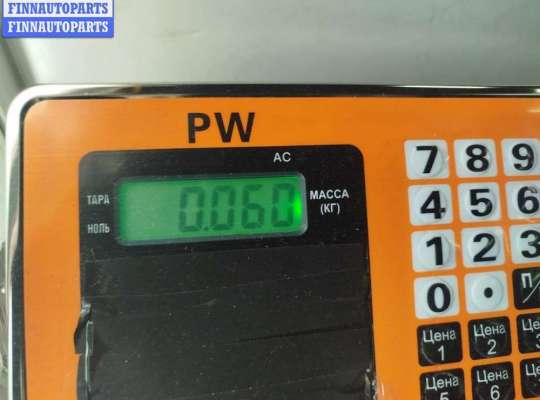 FINNAUTOPARTS
FINNAUTOPARTS
PW
AC
ТАРА
НОЛЬ
0.060
МАССА
(КГ)
7 8 9
4 5 6
1 2 3
0 . П/
Цена 1
Цена 2
Цена 5
6